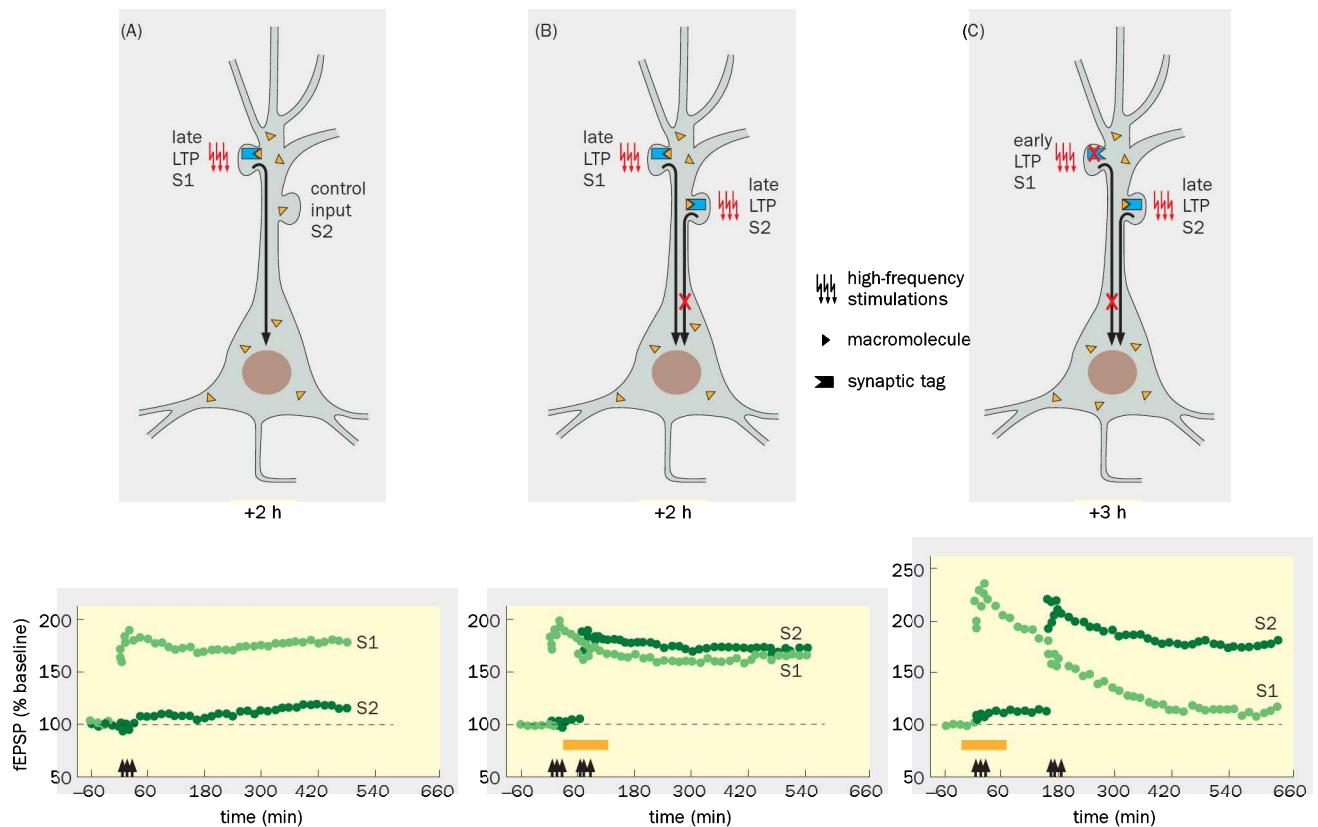 (A)
late
LTP
S1
control
input
S2
+2 h
(B)
late
LTP
S1
late
LTP
S2
+2 h
high-frequency
stimulations
macromolecule
synaptic tag
(C)
early
LTP
S1
late
LTP
S2
+3 h
fEPSP (% baseline)
200
150
100
50
S1
S2
–60 60 180 300 420 540 660
time (min)
200
150
100
50
S2
S1
–60 60 180 300 420 540 660
time (min)
250
200
150
100
50
S2
S1
–60 60 180 300 420 540 660
time (min)